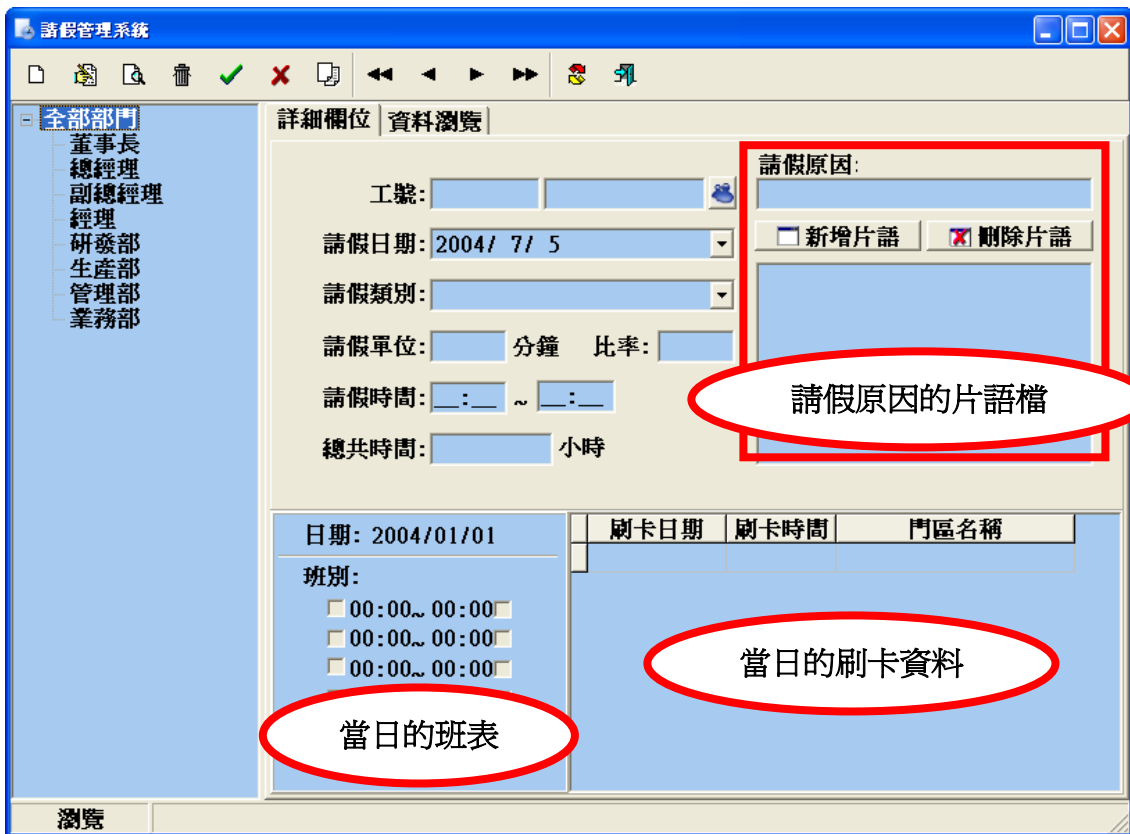 請假管理系統
全部部門
董事長
總經理
副總經理
經理
研發部
生產部
管理部
業務部
詳細欄位 資料瀏覽
工號:
請假日期: 2004/ 7/ 5
請假類別:
請假單位: 分鐘 比率:
請假時間: __:__ ~ __:__
總共時間: 小時
請假原因:
新增片語 刪除片語
請假原因的片語檔
日期: 2004/01/01
班別:
00:00~ 00:00
00:00~ 00:00
00:00~ 00:00
當日的班表
刷卡日期 刷卡時間 門區名稱
當日的刷卡資料
瀏覽